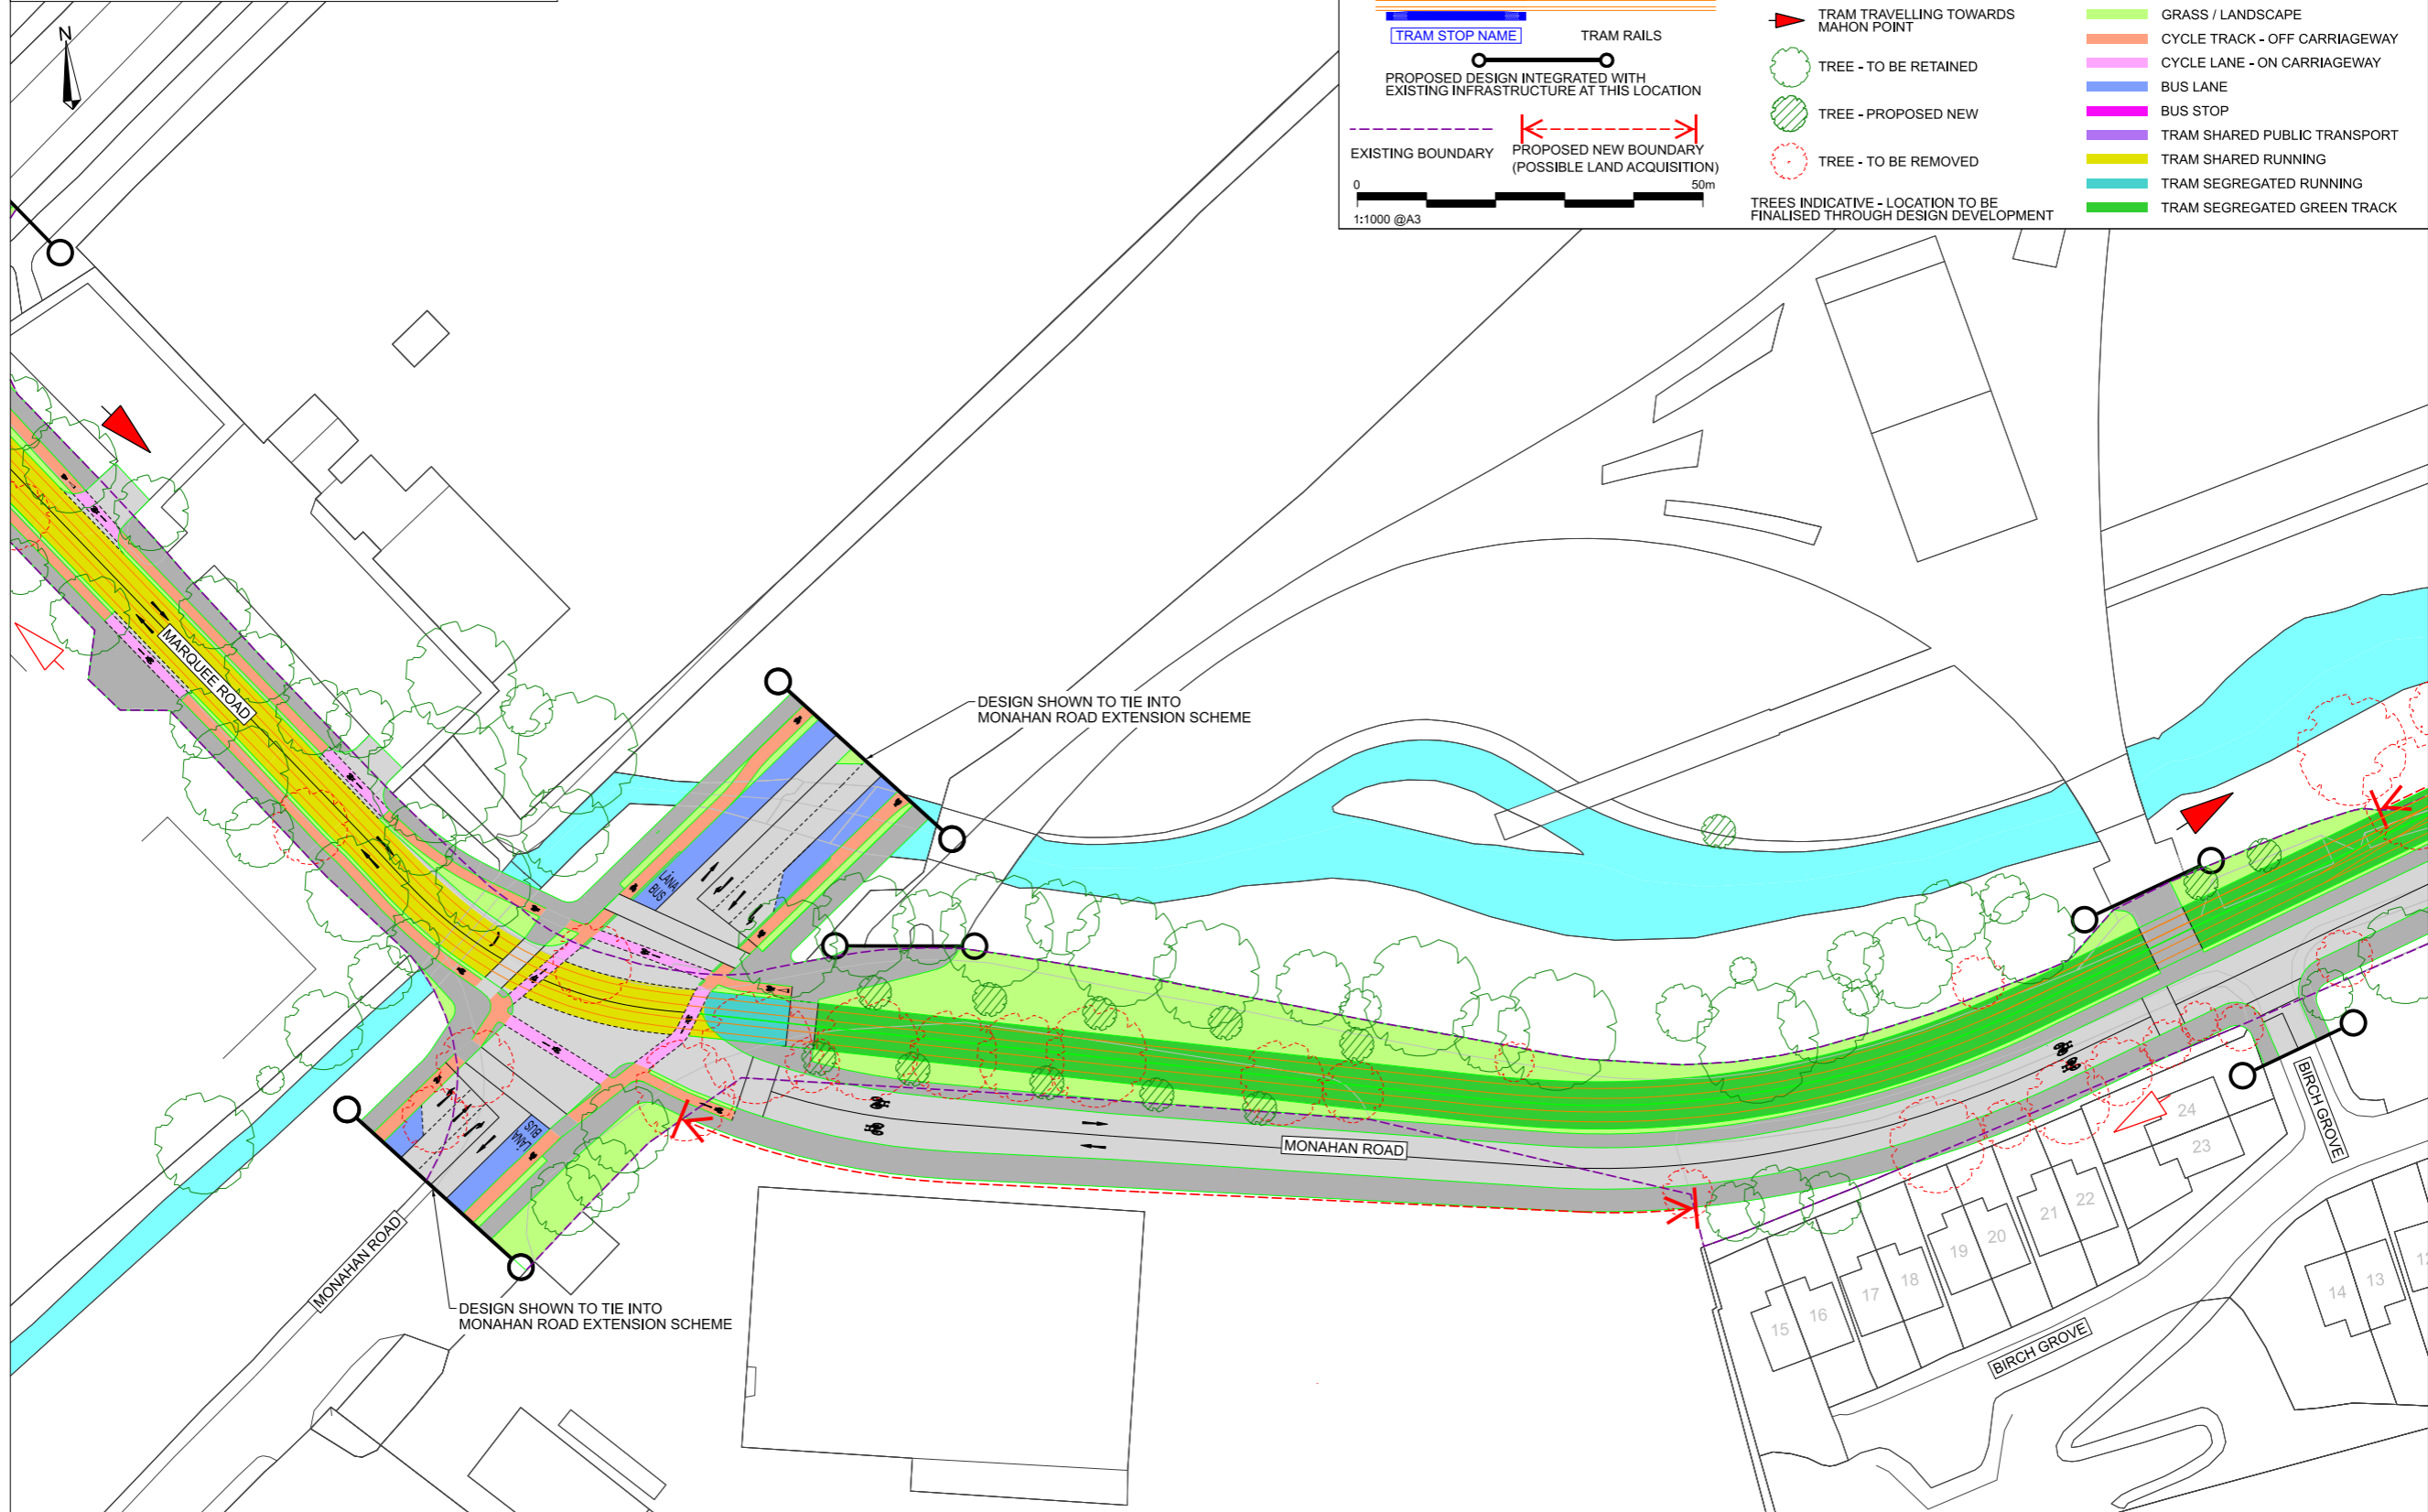 N
TRAM STOP NAME
TRAM RAILS
PROPOSED DESIGN INTEGRATED WITH
EXISTING INFRASTRUCTURE AT THIS LOCATION
EXISTING BOUNDARY
PROPOSED NEW BOUNDARY
(POSSIBLE LAND ACQUISITION)
0
50m
1:1000 @A3
TRAM TRAVELLING TOWARDS
MAHON POINT
TREE - TO BE RETAINED
TREE - PROPOSED NEW
TREE - TO BE REMOVED
TREES INDICATIVE - LOCATION TO BE
FINALISED THROUGH DESIGN DEVELOPMENT
GRASS / LANDSCAPE
CYCLE TRACK - OFF CARRIAGEWAY
CYCLE LANE - ON CARRIAGEWAY
BUS LANE
BUS STOP
TRAM SHARED PUBLIC TRANSPORT
TRAM SHARED RUNNING
TRAM SEGREGATED RUNNING
TRAM SEGREGATED GREEN TRACK
MARQUEE ROAD
DESIGN SHOWN TO TIE INTO
MONAHAN ROAD EXTENSION SCHEME
LÁNA
BUS
LÁNA
BUS
MONAHAN ROAD
MONAHAN ROAD
DESIGN SHOWN TO TIE INTO
MONAHAN ROAD EXTENSION SCHEME
BIRCH GROVE
24
23
22
21
20
19
18
17
16
15
14
13
BIRCH GROVE